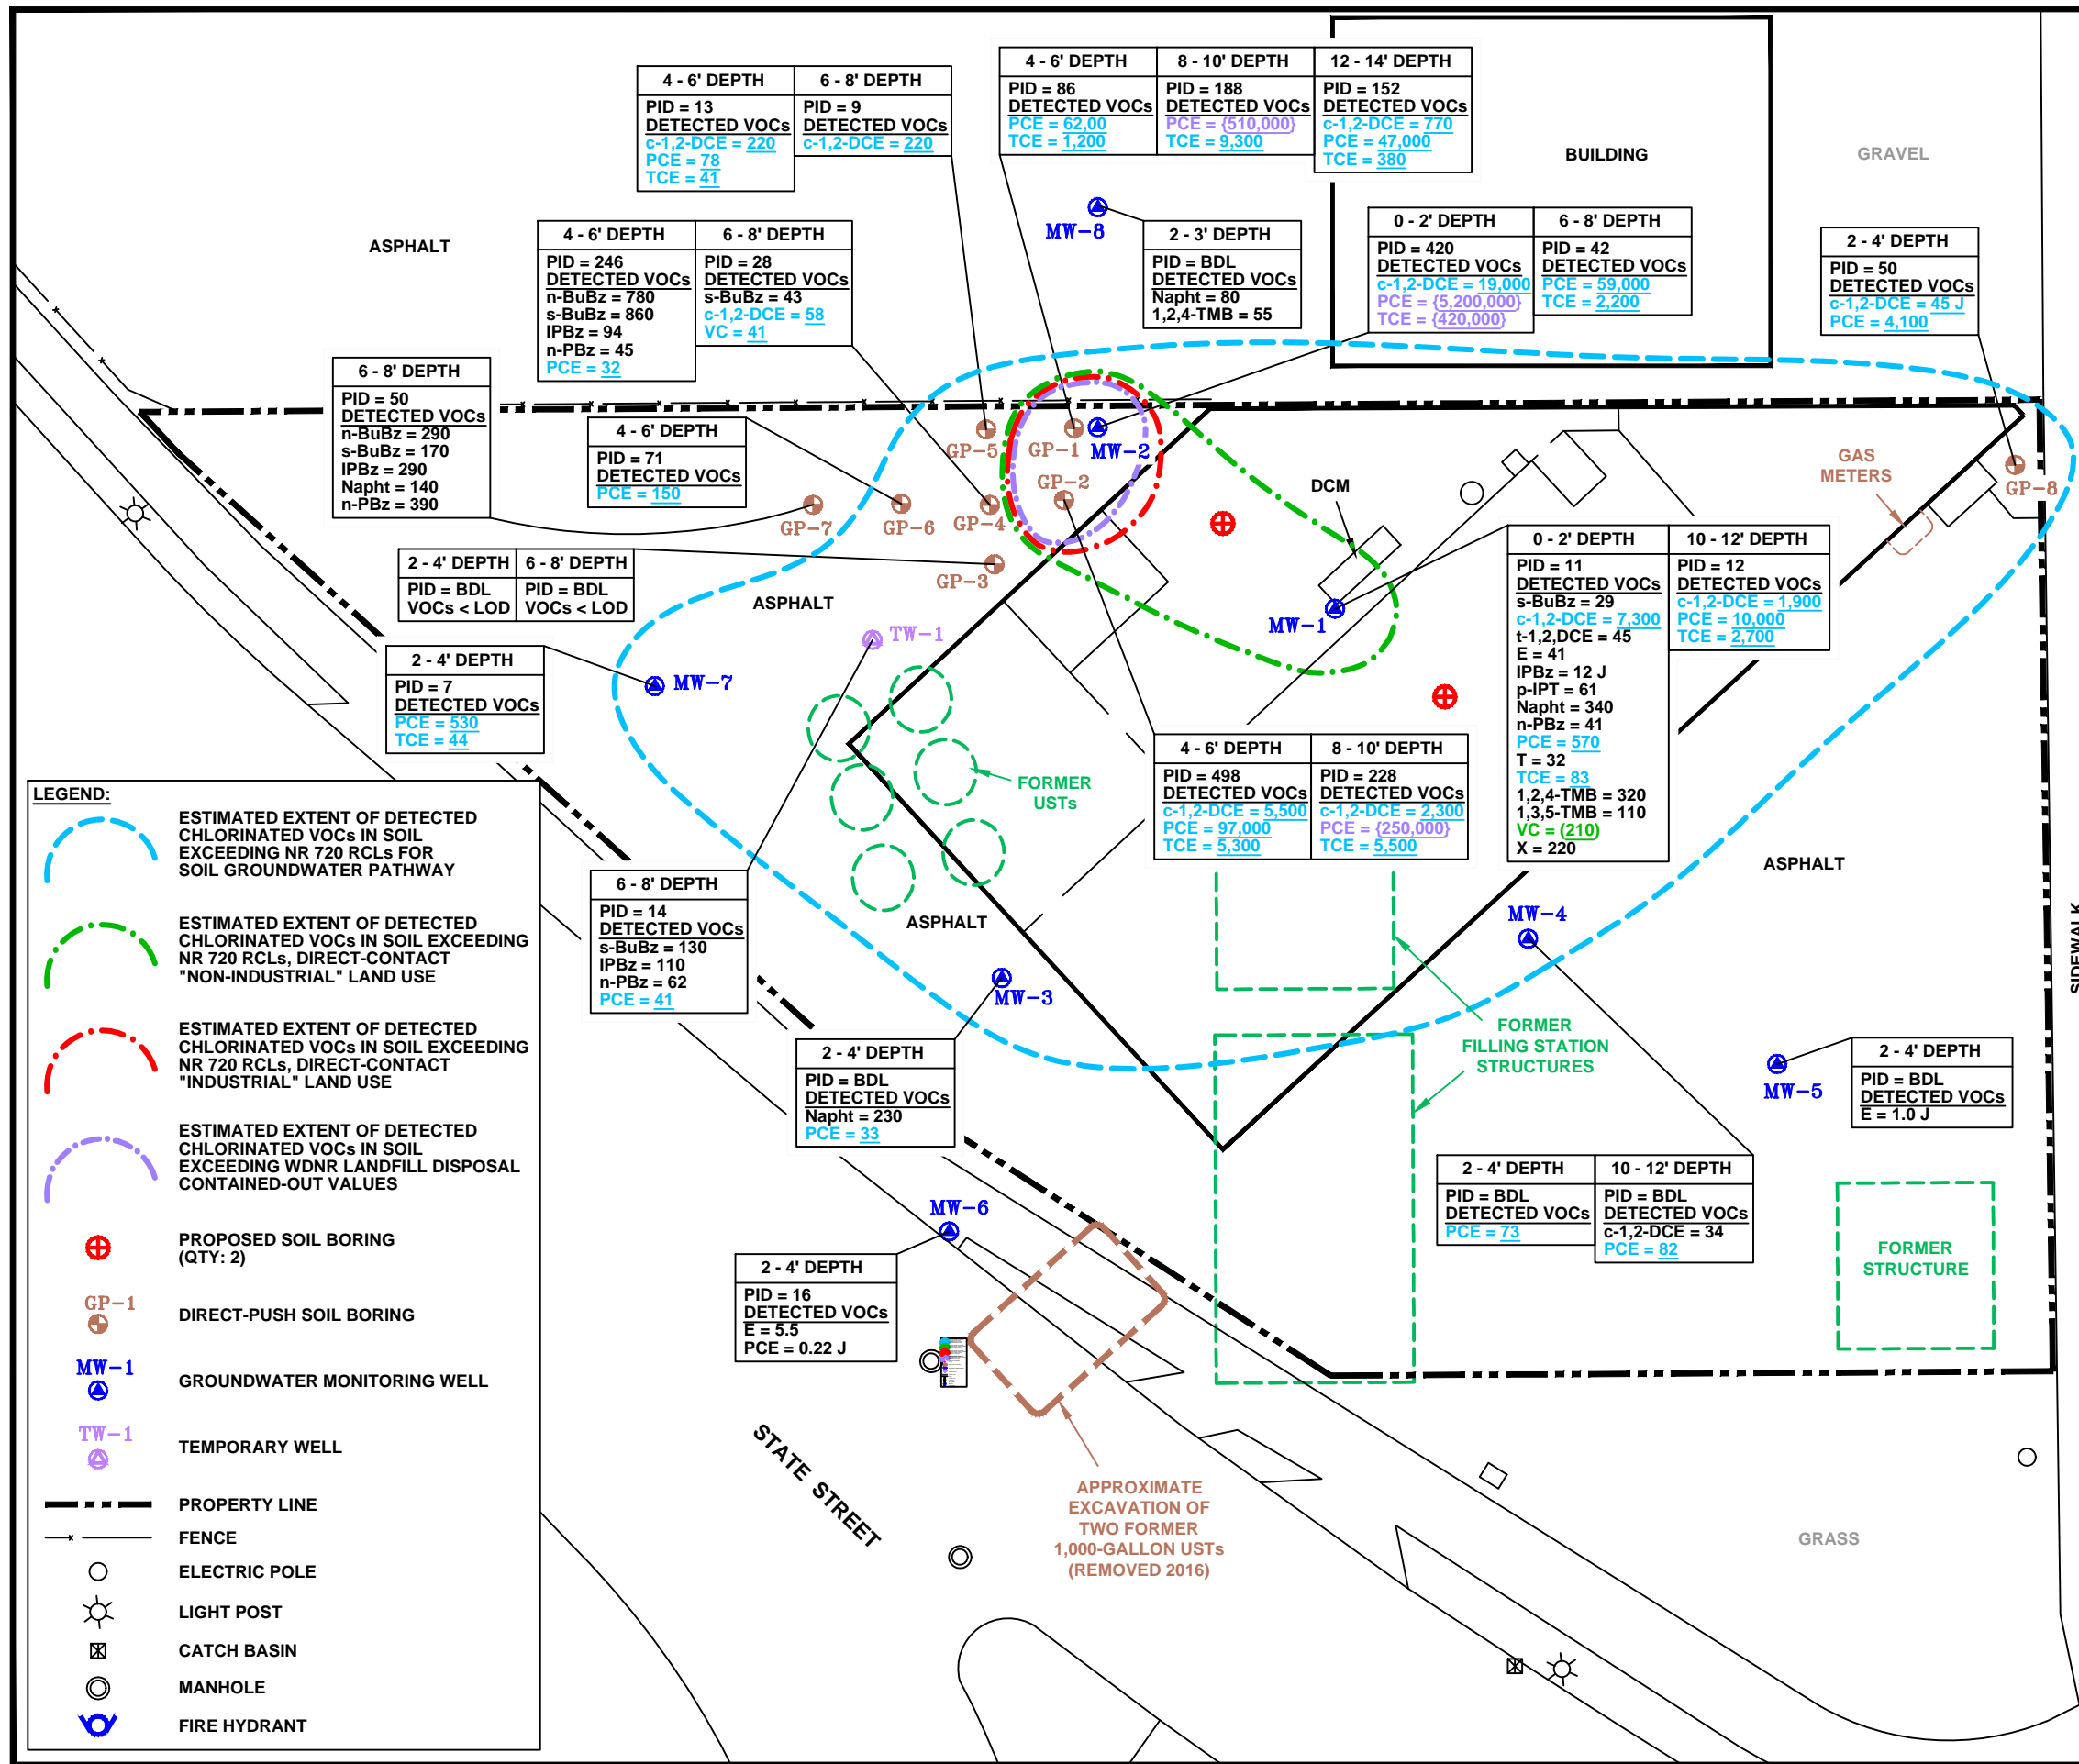 4 - 6' DEPTH
PID = 13
DETECTED VOCs
c-1,2-DCE = 220
PCE = 78
TCE = 41
6 - 8' DEPTH
PID = 9
DETECTED VOCs
c-1,2-DCE = 220
4 - 6' DEPTH
PID = 86
DETECTED VOCs
PCE = 62,00
TCE = 1,200
8 - 10' DEPTH
PID = 188
DETECTED VOCs
PCE = {510,000}
TCE = 9,300
12 - 14' DEPTH
PID = 152
DETECTED VOCs
c-1,2-DCE = 770
PCE = 47,000
TCE = 380
BUILDING
GRAVEL
ASPHALT
4 - 6' DEPTH
PID = 246
DETECTED VOCs
n-BuBz = 780
s-BuBz = 860
IPBz = 94
n-PBz = 45
PCE = 32
6 - 8' DEPTH
PID = 28
DETECTED VOCs
s-BuBz = 43
c-1,2-DCE = 58
VC = 41
MW-8
2 - 3' DEPTH
PID = BDL
DETECTED VOCs
Napht = 80
1,2,4-TMB = 55
0 - 2' DEPTH
PID = 420
DETECTED VOCs
c-1,2-DCE = 19,000
PCE = {5,200,000}
TCE = {420,000}
6 - 8' DEPTH
PID = 42
DETECTED VOCs
PCE = 59,000
TCE = 2,200
2 - 4' DEPTH
PID = 50
DETECTED VOCs
c-1,2-DCE = 45 J
PCE = 4,100
6 - 8' DEPTH
PID = 50
DETECTED VOCs
n-BuBz = 290
s-BuBz = 170
IPBz = 290
Napht = 140
n-PBz = 390
4 - 6' DEPTH
PID = 71
DETECTED VOCs
PCE = 150
GP-5
GP-1
MW-2
GP-2
GP-7
GP-6
GP-4
GP-3
DCM
GAS
METERS
GP-8
2 - 4' DEPTH
PID = BDL
VOCs < LOD
6 - 8' DEPTH
PID = BDL
VOCs < LOD
ASPHALT
TW-1
MW-1
0 - 2' DEPTH
PID = 11
DETECTED VOCs
s-BuBz = 29
c-1,2-DCE = 7,300
t-1,2,DCE = 45
E = 41
IPBz = 12 J
p-IPT = 61
Napht = 340
n-PBz = 41
PCE = 570
T = 32
TCE = 83
1,2,4-TMB = 320
1,3,5-TMB = 110
VC = (210)
X = 220
10 - 12' DEPTH
PID = 12
DETECTED VOCs
c-1,2-DCE = 1,900
PCE = 10,000
TCE = 2,700
2 - 4' DEPTH
PID = 7
DETECTED VOCs
PCE = 530
TCE = 44
MW-7
FORMER
USTs
4 - 6' DEPTH
PID = 498
DETECTED VOCs
c-1,2-DCE = 5,500
PCE = 97,000
TCE = 5,300
8 - 10' DEPTH
PID = 228
DETECTED VOCs
c-1,2-DCE = 2,300
PCE = {250,000}
TCE = 5,500
ASPHALT
6 - 8' DEPTH
PID = 14
DETECTED VOCs
s-BuBz = 130
IPBz = 110
n-PBz = 62
PCE = 41
ASPHALT
MW-3
MW-4
SIDEWALK
2 - 4' DEPTH
PID = BDL
DETECTED VOCs
Napht = 230
PCE = 33
FORMER
FILLING STATION
STRUCTURES
MW-5
2 - 4' DEPTH
PID = BDL
DETECTED VOCs
E = 1.0 J
2 - 4' DEPTH
PID = BDL
DETECTED VOCs
PCE = 73
10 - 12' DEPTH
PID = BDL
DETECTED VOCs
c-1,2-DCE = 34
PCE = 82
FORMER
STRUCTURE
MW-6
2 - 4' DEPTH
PID = 16
DETECTED VOCs
E = 5.5
PCE = 0.22 J
STATE STREET
APPROXIMATE
EXCAVATION OF
TWO FORMER
1,000-GALLON USTs
(REMOVED 2016)
GRASS
LEGEND:
ESTIMATED EXTENT OF DETECTED
CHLORINATED VOCs IN SOIL
EXCEEDING NR 720 RCLs FOR
SOIL GROUNDWATER PATHWAY
ESTIMATED EXTENT OF DETECTED
CHLORINATED VOCs IN SOIL EXCEEDING
NR 720 RCLs, DIRECT-CONTACT
"NON-INDUSTRIAL" LAND USE
ESTIMATED EXTENT OF DETECTED
CHLORINATED VOCs IN SOIL EXCEEDING
NR 720 RCLs, DIRECT-CONTACT
"INDUSTRIAL" LAND USE
ESTIMATED EXTENT OF DETECTED
CHLORINATED VOCs IN SOIL
EXCEEDING WDNR LANDFILL DISPOSAL
CONTAINED-OUT VALUES
PROPOSED SOIL BORING
(QTY: 2)
GP-1
DIRECT-PUSH SOIL BORING
MW-1
GROUNDWATER MONITORING WELL
TW-1
TEMPORARY WELL
PROPERTY LINE
FENCE
ELECTRIC POLE
LIGHT POST
CATCH BASIN
MANHOLE
FIRE HYDRANT